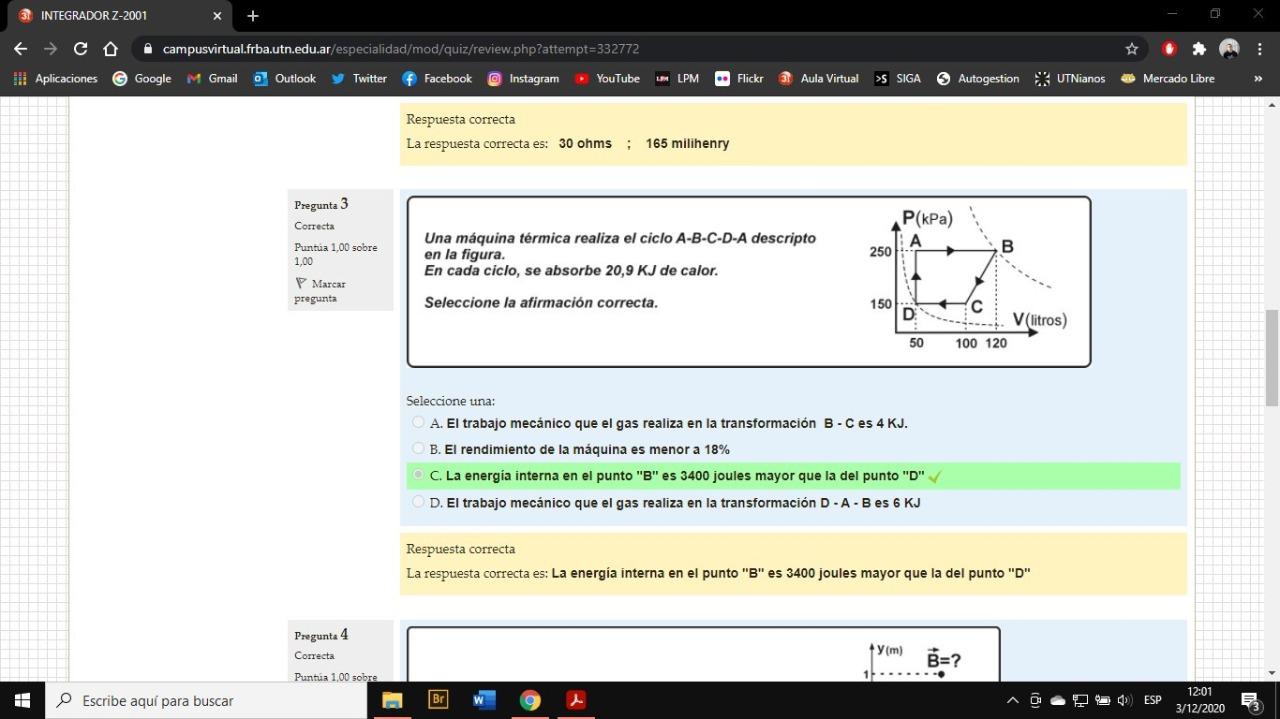 INTEGRADOR Z-2001
campusvirtual.frba.utn.edu.ar/especialidad/mod/quiz/review.php?attempt=332772
Aplicaciones Google Gmail Outlook Twitter Facebook Instagram YouTube LPM LPM Flickr Aula Virtual >S SIGA Autogestion UTNianos Mercado Libre »
Respuesta correcta
La respuesta correcta es: 30 ohms ; 165 milihenry
Pregunta 3
Correcta
Puntúa 1,00 sobre
1,00
Marcar
pregunta
Una máquina térmica realiza el ciclo A-B-C-D-A descripto
en la figura.
En cada ciclo, se absorbe 20,9 KJ de calor.
Seleccione la afirmación correcta.
P(kPa)
A
B
250
150
D
C
V(litros)
50 100 120
Seleccione una:
A. El trabajo mecánico que el gas realiza en la transformación B - C es 4 KJ.
B. El rendimiento de la máquina es menor a 18%
C. La energía interna en el punto "B" es 3400 joules mayor que la del punto "D"
D. El trabajo mecánico que el gas realiza en la transformación D - A - B es 6 KJ
Respuesta correcta
La respuesta correcta es: La energía interna en el punto "B" es 3400 joules mayor que la del punto "D"
Pregunta 4
Correcta
Puntúa 1,00 sobre
y(m)
B=?
1
Escribe aquí para buscar
Br
W
ESP
12:01
3/12/2020
3